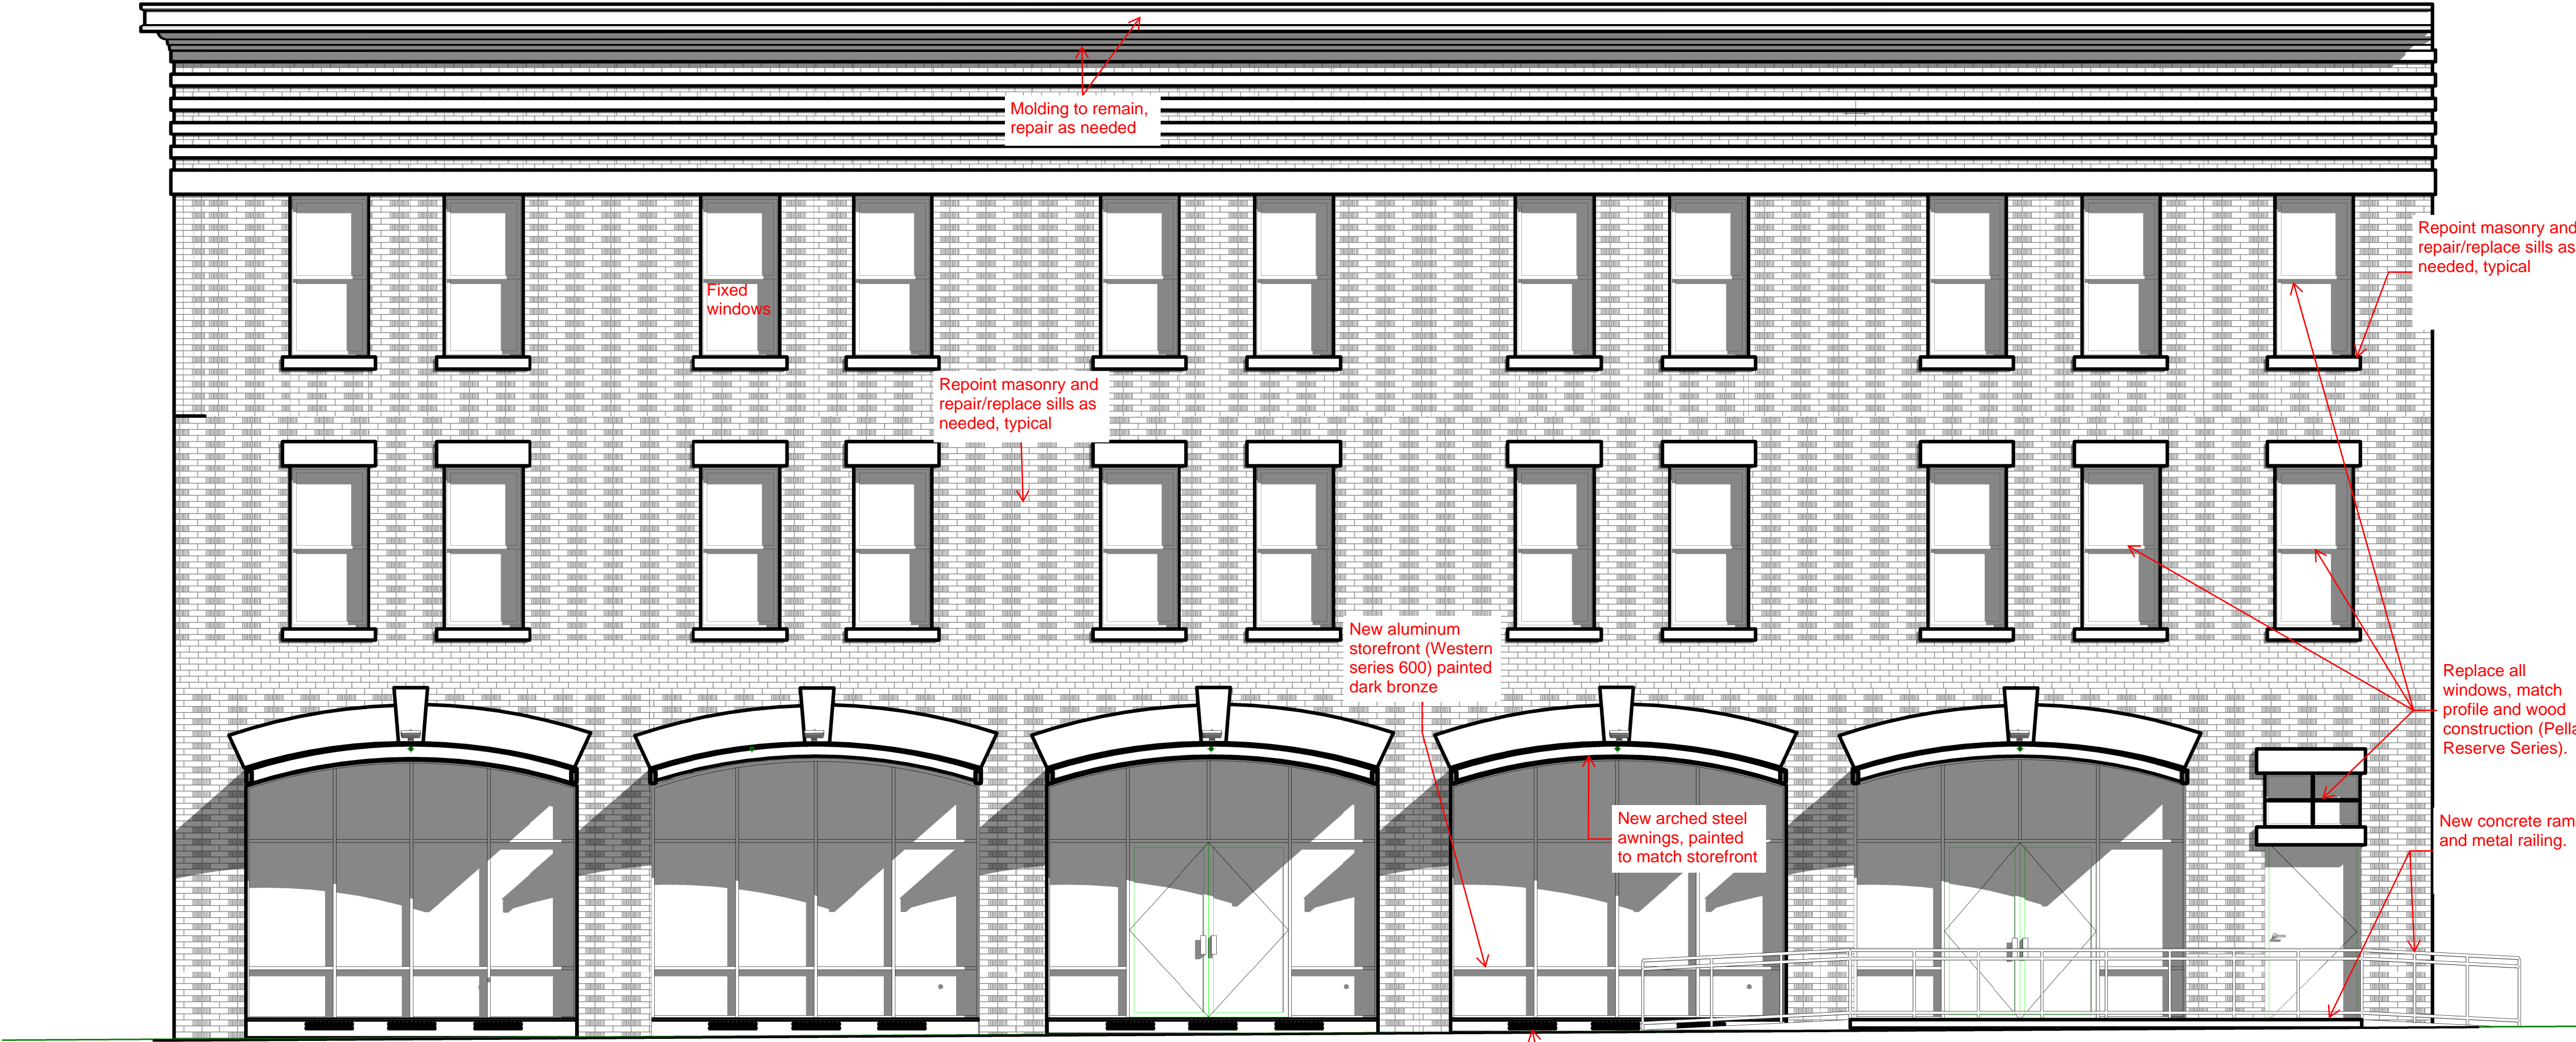 Molding to remain,
repair as needed
Repoint masonry and
repair/replace sills as
needed, typical
Fixed
windows
Repoint masonry and
repair/replace sills as
needed, typical
New aluminum
storefront (Western
series 600) painted
dark bronze
Replace all
windows, match
profile and wood
construction (Pella
Reserve Series).
New arched steel
awnings, painted
to match storefront
New concrete ram
and metal railing.